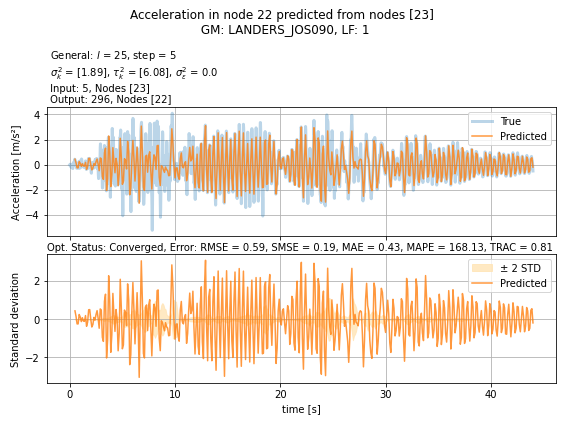 Acceleration in node 22 predicted from nodes [23]
GM: LANDERS_JOS090, LF: 1
General: l = 25, step = 5
σ²ₖ = [1.89], τ²ₖ = [6.08], σ²ₑ = 0.0
Input: 5, Nodes [23]
Output: 296, Nodes [22]
Acceleration [m/s²]
4
2
0
−2
−4
True
Predicted
Opt. Status: Converged, Error: RMSE = 0.59, SMSE = 0.19, MAE = 0.43, MAPE = 168.13, TRAC = 0.81
Standard deviation
2
0
−2
± 2 STD
Predicted
0 10 20 30 40
time [s]